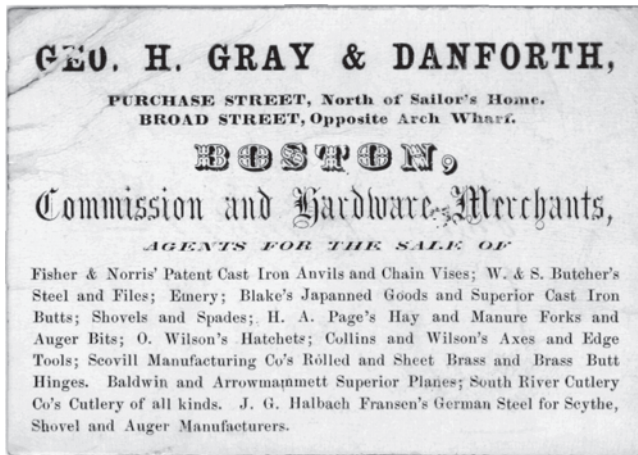 GEO. H. GRAY & DANFORTH,
PURCHASE STREET, North of Sailor's Home.
BROAD STREET, Opposite Arch Wharf.
BOSTON,
Commission and Hardware Merchants,
AGENTS FOR THE SALE OF
Fisher & Norris' Patent Cast Iron Anvils and Chain Vises; W. & S. Butcher's
Steel and Files; Emery; Blake's Japanned Goods and Superior Cast Iron
Butts; Shovels and Spades; H. A. Page's Hay and Manure Forks and
Auger Bits; O. Wilson's Hatchets; Collins and Wilson's Axes and Edge
Tools; Scovill Manufacturing Co's Rolled and Sheet Brass and Brass Butt
Hinges. Baldwin and Arrowmammett Superior Planes; South River Cutlery
Co's Cutlery of all kinds. J. G. Halbach Fransen's German Steel for Scythe,
Shovel and Auger Manufacturers.